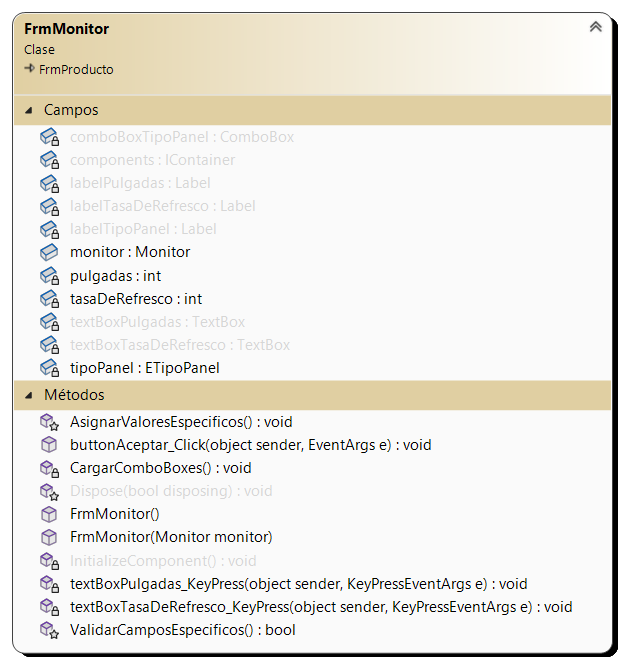 FrmMonitor
Clase
FrmProducto
Campos
comboBoxTipoPanel : ComboBox
components : IContainer
labelPulgadas : Label
labelTasaDeRefresco : Label
labelTipoPanel : Label
monitor : Monitor
pulgadas : int
tasaDeRefresco : int
textBoxPulgadas : TextBox
textBoxTasaDeRefresco : TextBox
tipoPanel : ETipoPanel
Métodos
AsignarValoresEspecificos() : void
buttonAceptar_Click(object sender, EventArgs e) : void
CargarComboBoxes() : void
Dispose(bool disposing) : void
FrmMonitor()
FrmMonitor(Monitor monitor)
InitializeComponent() : void
textBoxPulgadas_KeyPress(object sender, KeyPressEventArgs e) : void
textBoxTasaDeRefresco_KeyPress(object sender, KeyPressEventArgs e) : void
ValidarCamposEspecificos() : bool